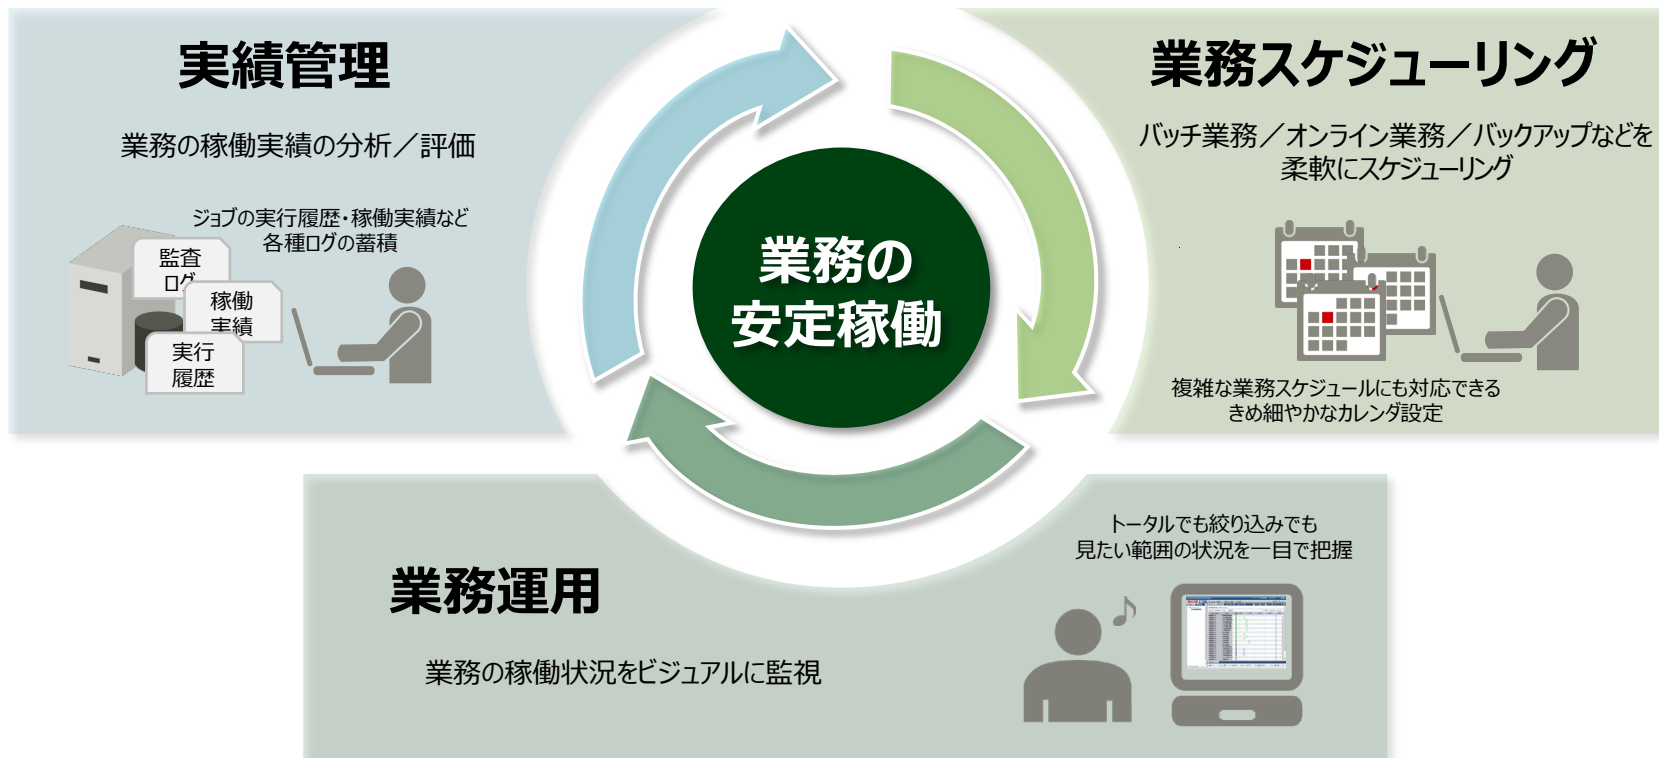 実績管理
業務の稼働実績の分析／評価
ジョブの実行履歴・稼働実績など
各種ログの蓄積
監査
ログ
稼働
実績
実行
履歴
業務の
安定稼働
業務スケジューリング
バッチ業務／オンライン業務／バックアップなどを
柔軟にスケジューリング
複雑な業務スケジュールにも対応できる
きめ細やかなカレンダ設定
業務運用
業務の稼働状況をビジュアルに監視
トータルでも絞り込みでも
見たい範囲の状況を一目で把握